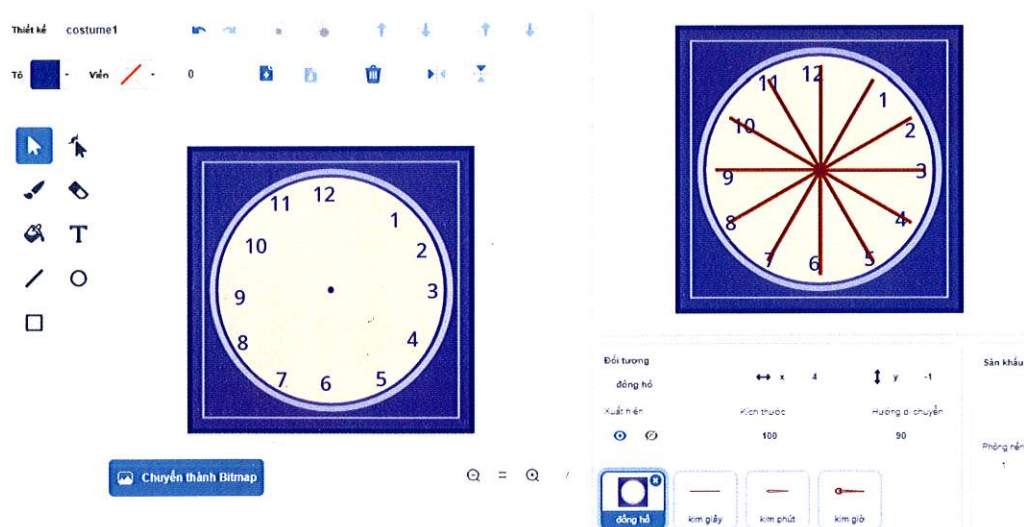 Thiết kế costume1
Tô Viền 0
12
11
1
10
2
9
3
8
4
7
6
5
Chuyển thành Bitmap
12
11
1
10
2
9
3
8
4
7
6
5
Đối tượng
đồng hồ
x 4
y -1
Sân khấu
Xuất hiện
Kích thước
Hướng di chuyển
100
90
Phông nền
1
đồng hồ
kim giây
kim phút
kim giờ